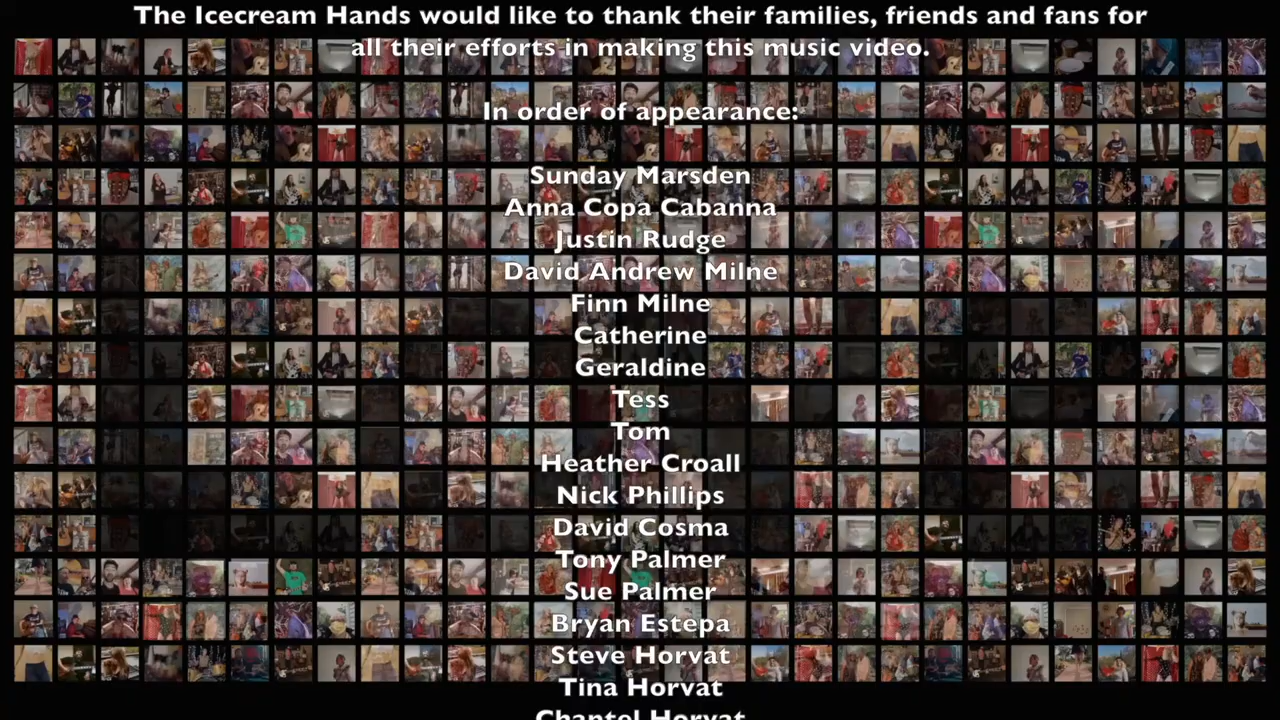 The Icecream Hands would like to thank their families, friends and fans for
all their efforts in making this music video.
In order of appearance:
Sunday Marsden
Anna Copa Cabanna
Justin Rudge
David Andrew Milne
Finn Milne
Catherine
Geraldine
Tess
Tom
Heather Croall
Nick Phillips
David Cosma
Tony Palmer
Sue Palmer
Bryan Estepa
Steve Horvat
Tina Horvat
Chantel Horvat